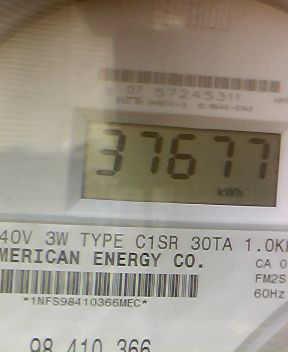 07 57245311
37677
kWh
40V 3W TYPE C1SR 30TA 1.0K
MERICAN ENERGY CO.
CA 0
FM2S
60Hz
*1NFS98410366MEC*
98 410 366